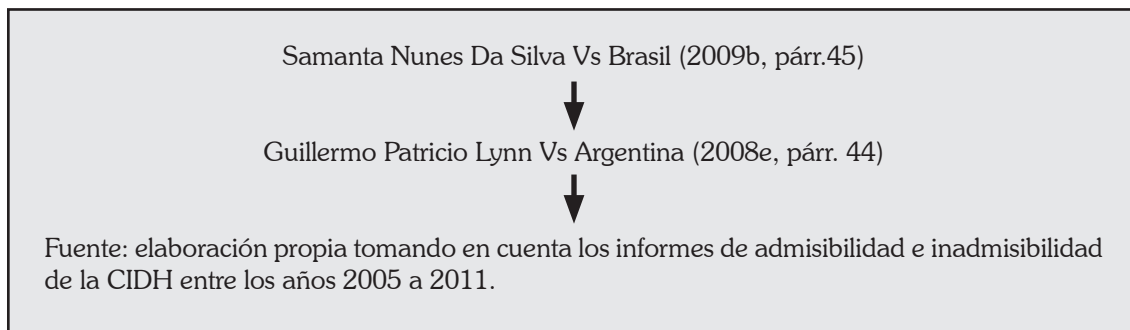 Samanta Nunes Da Silva Vs Brasil (2009b, párr.45)
Guillermo Patricio Lynn Vs Argentina (2008e, párr. 44)
Fuente: elaboración propia tomando en cuenta los informes de admisibilidad e inadmisibilidad
de la CIDH entre los años 2005 a 2011.